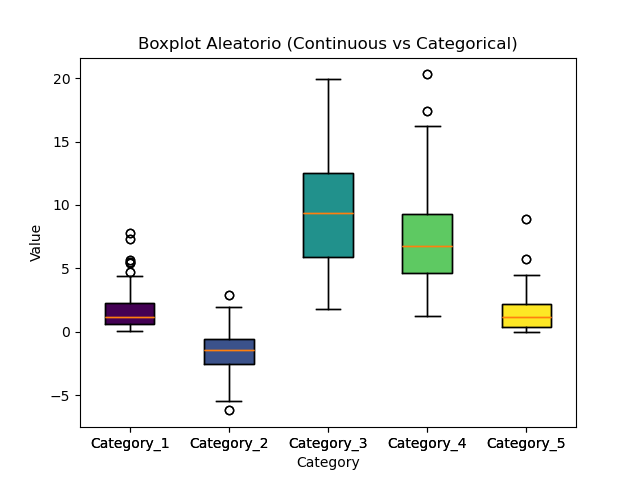 Boxplot Aleatorio (Continuous vs Categorical)
20
15
10
5
0
−5
Value
Category_1 Category_2 Category_3 Category_4 Category_5
Category